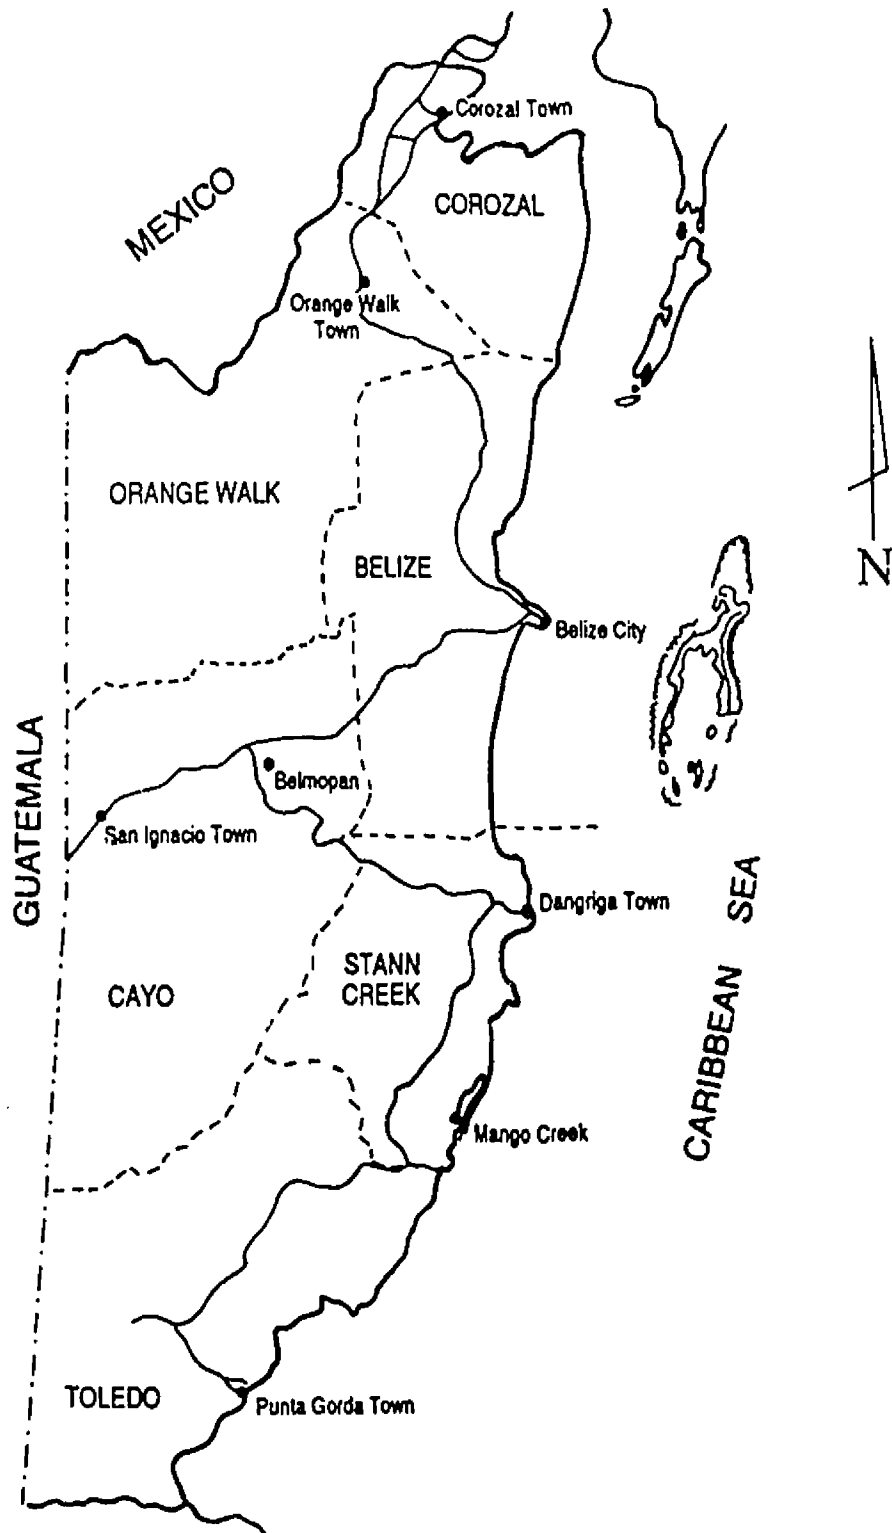 Corozal Town
MEXICO
COROZAL
Orange Walk
Town
ORANGE WALK
BELIZE
N
Belize City
GUATEMALA
Belmopan
San Ignacio Town
CARIBBEAN SEA
Dangriga Town
STANN
CREEK
CAYO
Mango Creek
TOLEDO
Punta Gorda Town